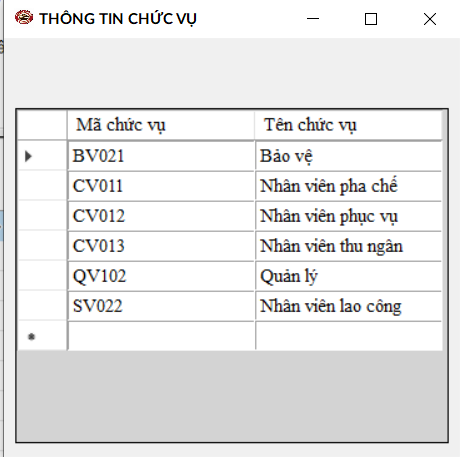 THÔNG TIN CHỨC VỤ
Mã chức vụ Tên chức vụ
BV021 Bảo vệ
CV011 Nhân viên pha chế
CV012 Nhân viên phục vụ
CV013 Nhân viên thu ngân
QV102 Quản lý
SV022 Nhân viên lao công